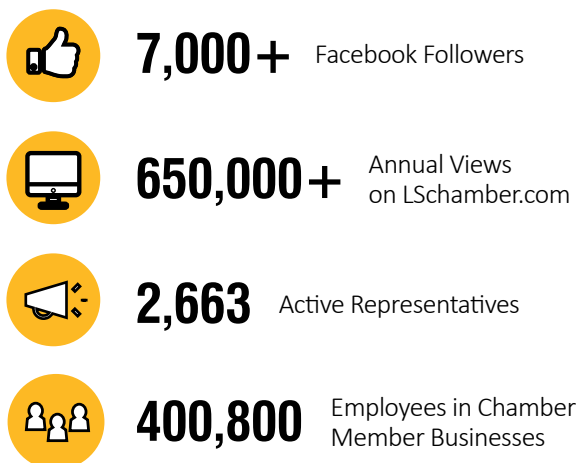 7,000+ Facebook Followers
650,000+ Annual Views
on LSchamber.com
2,663 Active Representatives
400,800 Employees in Chamber
Member Businesses